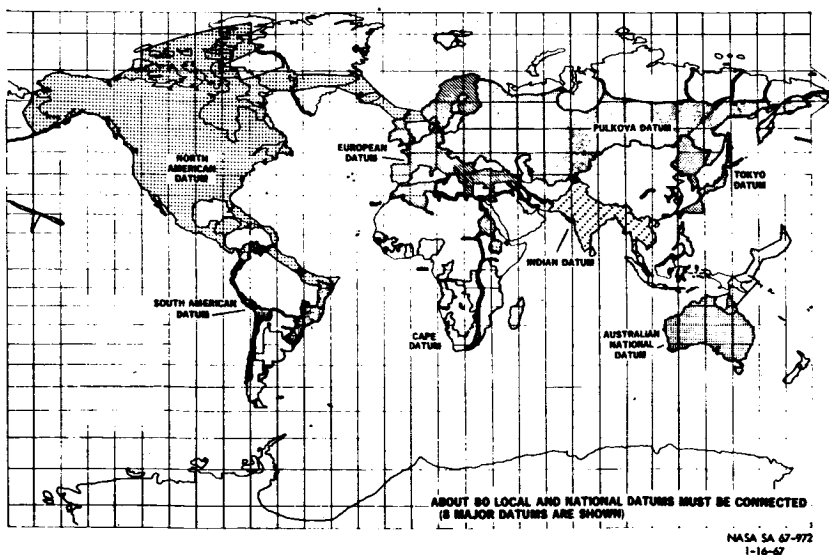 NORTH
AMERICAN
DATUM
EUROPEAN
DATUM
PULKOYA DATUM
TOKYO
DATUM
INDIAN DATUM
SOUTH AMERICAN
DATUM
CAPE
DATUM
AUSTRALIAN
NATIONAL
DATUM
ABOUT 80 LOCAL AND NATIONAL DATUMS MUST BE CONNECTED
(8 MAJOR DATUMS ARE SHOWN)
NASA SA 67-972
1-16-67